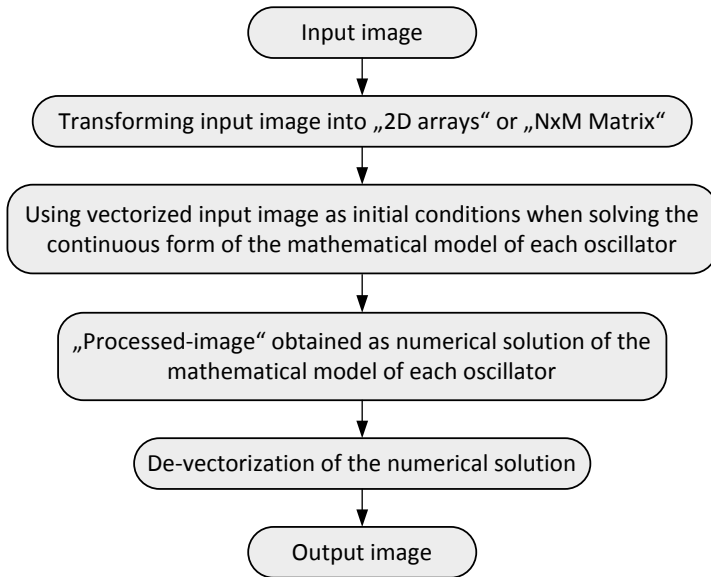 Input image
Transforming input image into „2D arrays“ or „NxM Matrix“
Using vectorized input image as initial conditions when solving the
continuous form of the mathematical model of each oscillator
„Processed-image“ obtained as numerical solution of the
mathematical model of each oscillator
De-vectorization of the numerical solution
Output image